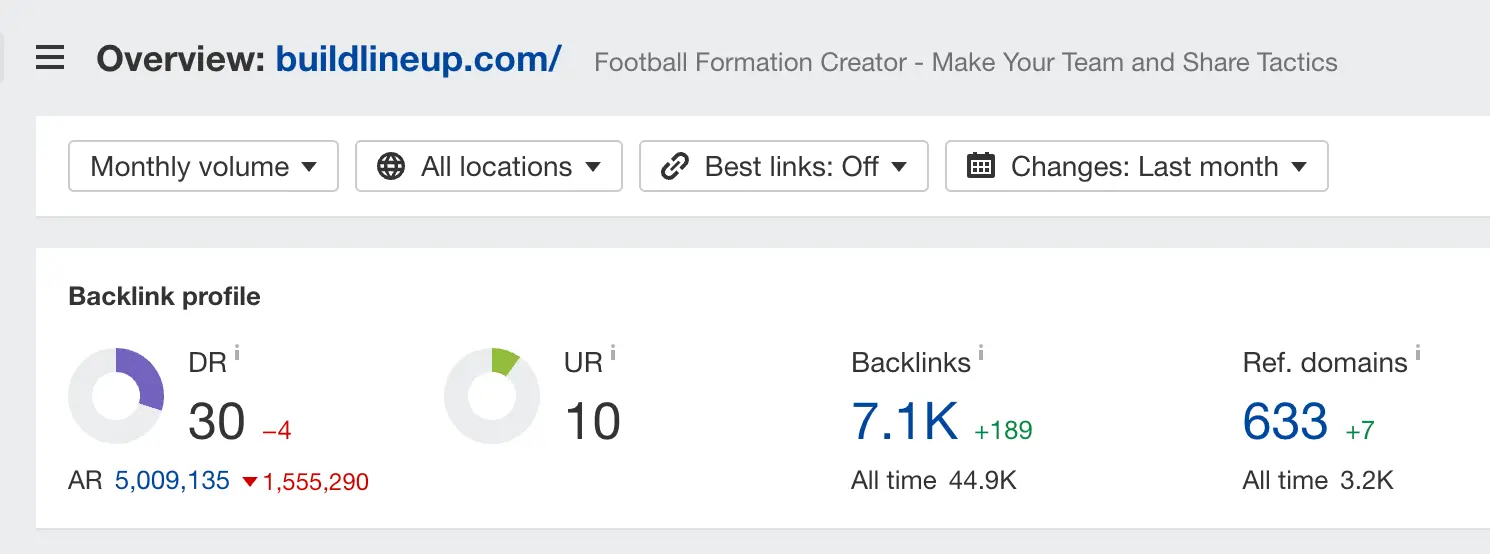 Overview: buildlineup.com/ Football Formation Creator - Make Your Team and Share Tactics
Monthly volume All locations Best links: Off Changes: Last month
Backlink profile
DR i UR i Backlinks i Ref. domains i
30 –4 10 7.1K +189 633 +7
AR 5,009,135 1,555,290 All time 44.9K All time 3.2K